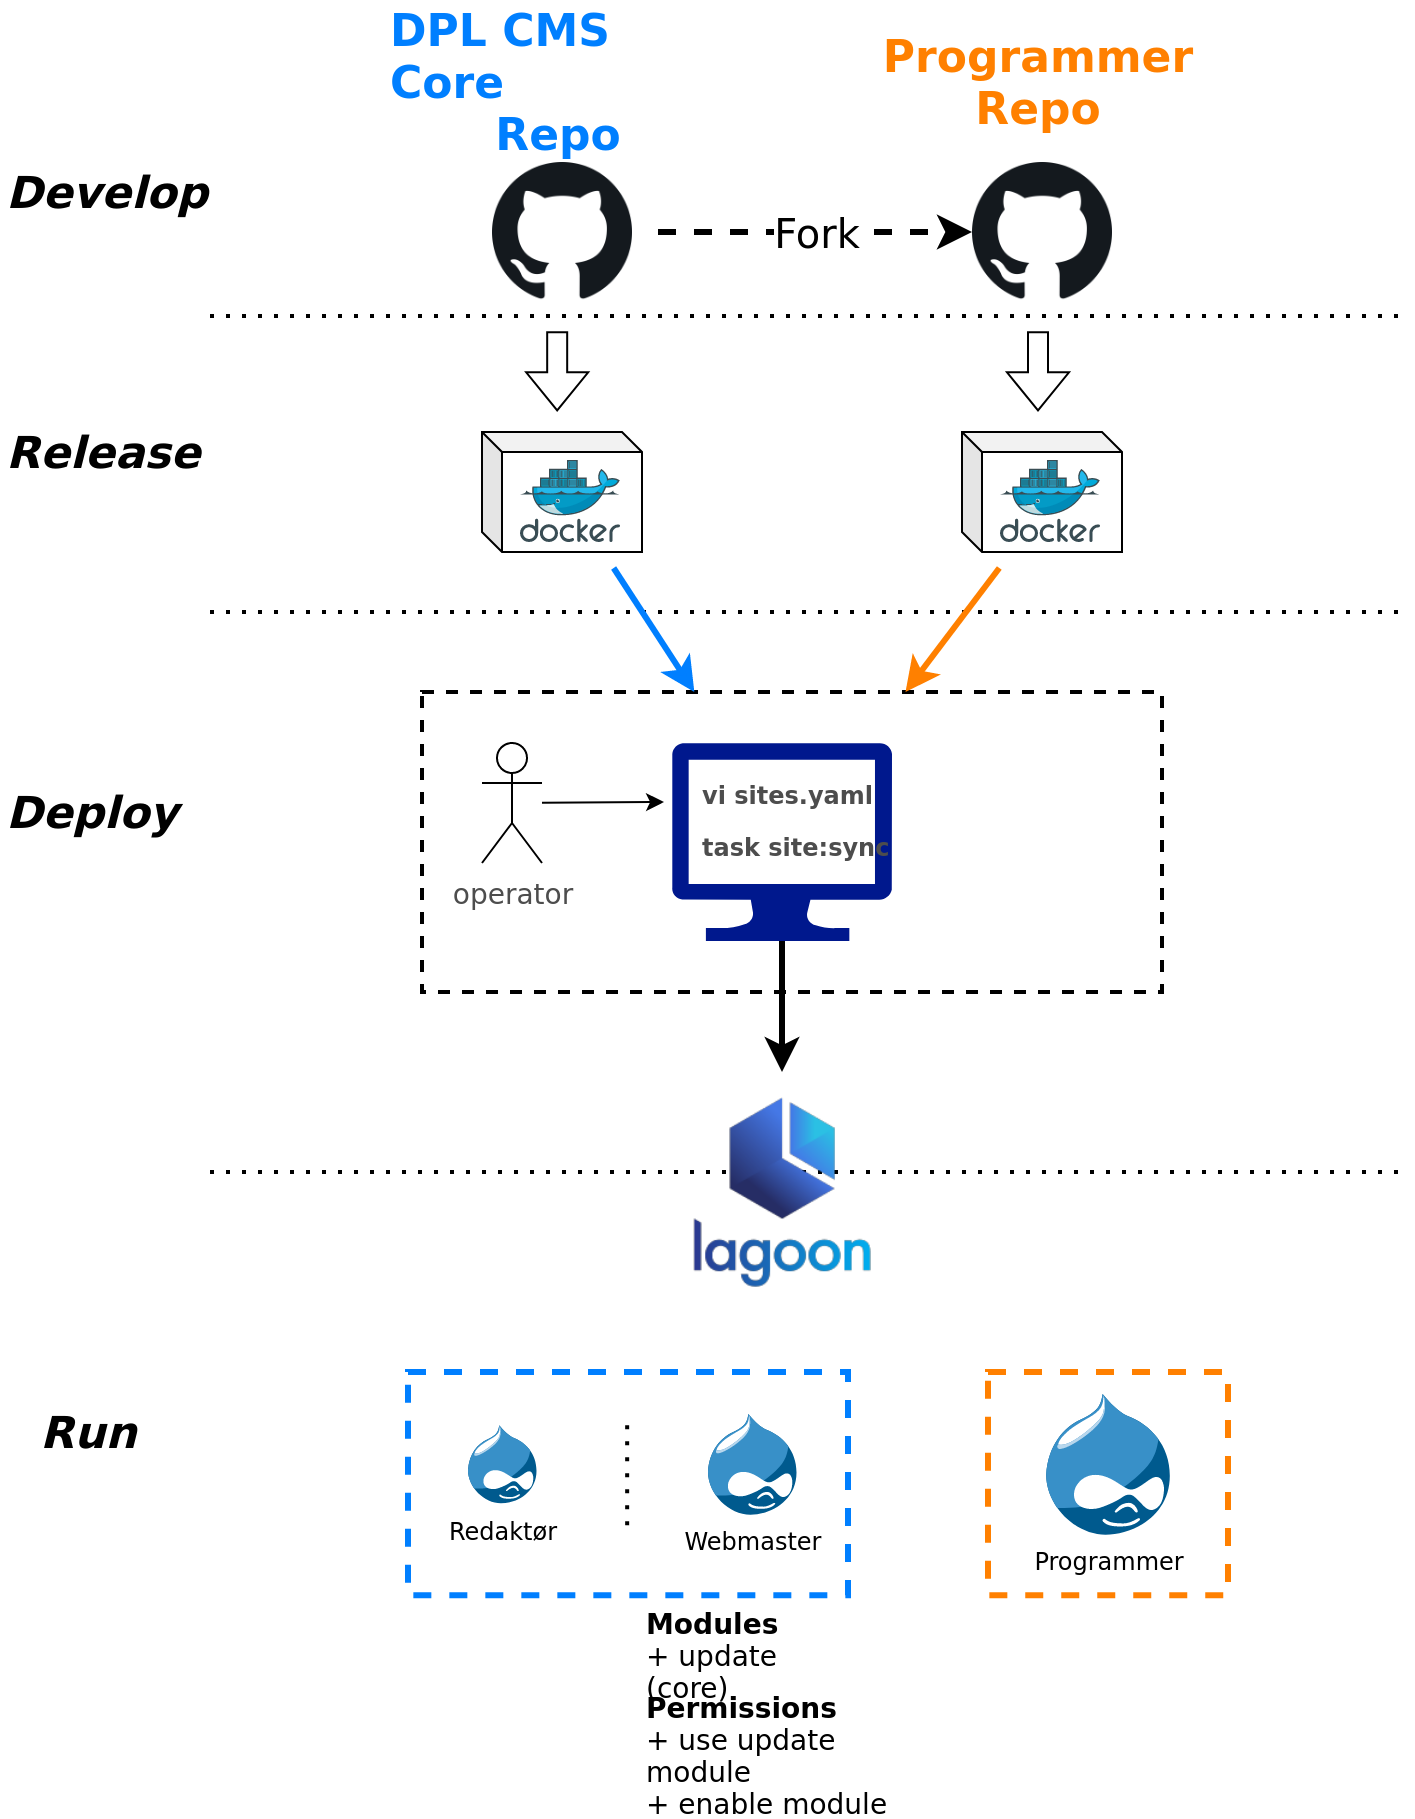 DPL CMS
Core
Repo
Programmer
Repo
Develop
Fork
Release
docker
docker
Deploy
vi sites.yaml
task site:sync
operator
lagoon
Run
Redaktør
Webmaster
Programmer
Modules
+ update
(core)
Permissions
+ use update
module
+ enable module